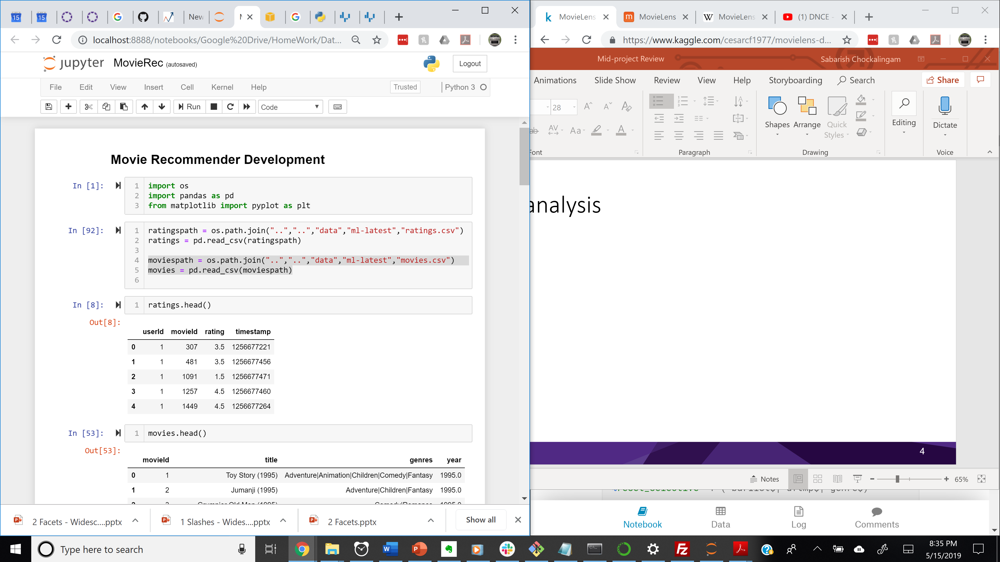 15
15
New
M
localhost:8888/notebooks/Google%20Drive/HomeWork/Dat...
jupyter MovieRec (autosaved)
Logout
File Edit View Insert Cell Kernel Help Trusted Python 3
Run Code
Movie Recommender Development
In [1]:
1 import os
2 import pandas as pd
3 from matplotlib import pyplot as plt
In [92]:
1 ratingspath = os.path.join("..","..","data","ml-latest","ratings.csv")
2 ratings = pd.read_csv(ratingspath)
3
4 moviespath = os.path.join("..","..","data","ml-latest","movies.csv")
5 movies = pd.read_csv(moviespath)
6
In [8]:
1 ratings.head()
Out[8]:
userId movieId rating timestamp
0 1 307 3.5 1256677221
1 1 481 3.5 1256677456
2 1 1091 1.5 1256677471
3 1 1257 4.5 1256677460
4 1 1449 4.5 1256677264
In [53]:
1 movies.head()
Out[53]:
movieId title genres year
0 1 Toy Story (1995) Adventure|Animation|Children|Comedy|Fantasy 1995.0
1 2 Jumanji (1995) Adventure|Children|Fantasy 1995.0
2 Facets - Widesc....pptx
1 Slashes - Wides....pptx
2 Facets.pptx
Show all
k MovieLens
m MovieLens
W MovieLens
(1) DNCE -
https://www.kaggle.com/cesarcf1977/movielens-d...
Mid-project Review Sabarish Chockalingam
Animations Slide Show Review View Help Storyboarding Search Share
28
Aa
Shapes Arrange Quick Styles
Editing
Dictate
Font Paragraph Drawing Voice
analysis
4
Notes 65%
Notebook Data Log Comments
Type here to search
8:35 PM
5/15/2019